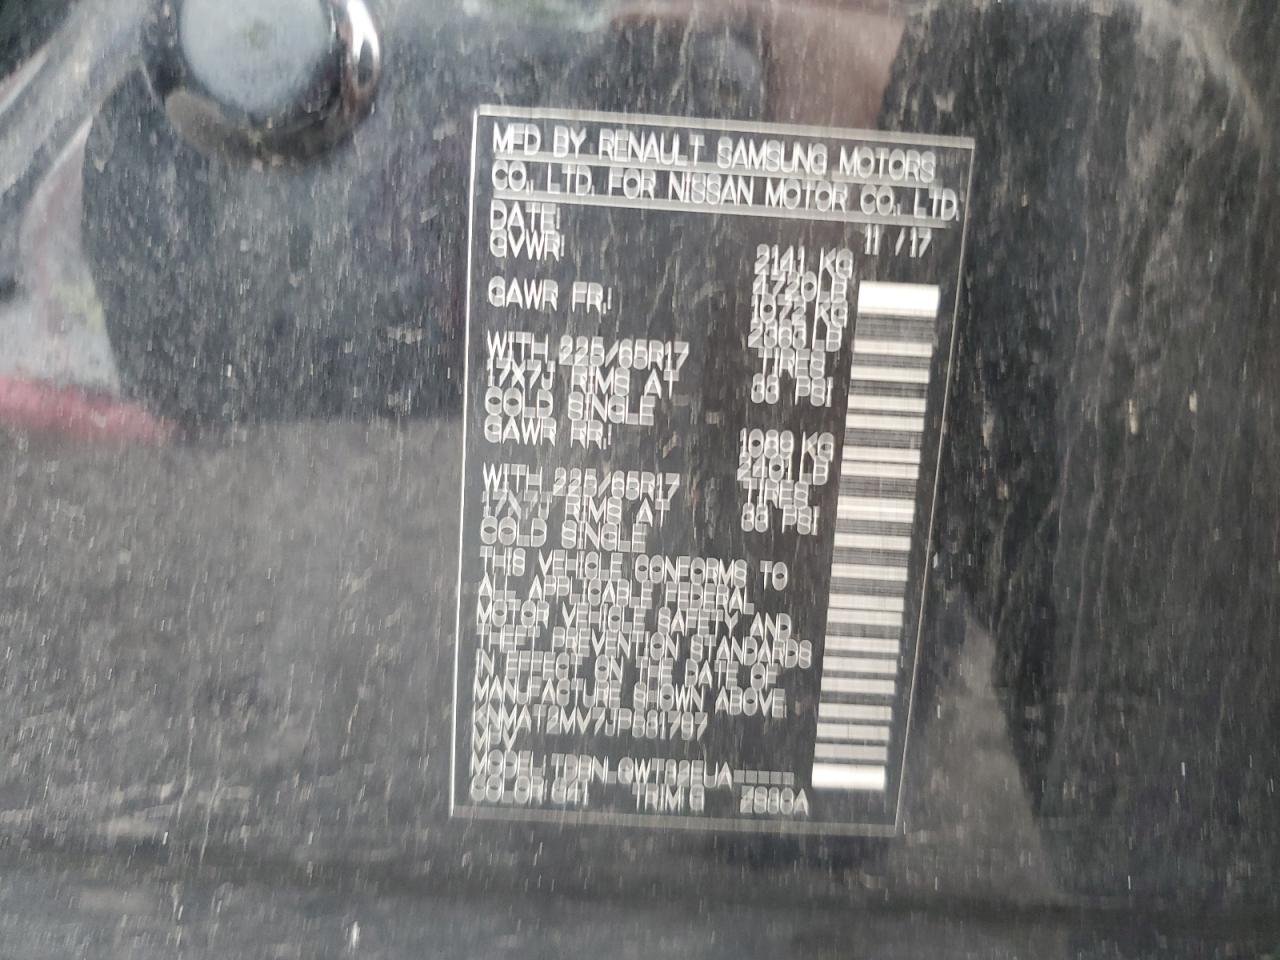 MFD BY RENAULT SAMSUNG MOTORS
CO., LTD. FOR NISSAN MOTOR CO., LTD.
DATE: 11 /17
GVWR: 2141 KG
4720LB
GAWR FR.: 1072 KG
2363LB
WITH 225/65R17 TIRES
17X7J RIMS AT 33 PSI
COLD SINGLE
GAWR RR.: 1089 KG
2401LB
WITH 225/65R17 TIRES
17X7J RIMS AT 33 PSI
COLD SINGLE
THIS VEHICLE CONFORMS TO
ALL APPLICABLE FEDERAL
MOTOR VEHICLE SAFETY AND
THEFT PREVENTION STANDARDS
IN EFFECT ON THE DATE OF
MANUFACTURE SHOWN ABOVE
MPV
MODEL:
COLOR: TRIM:G